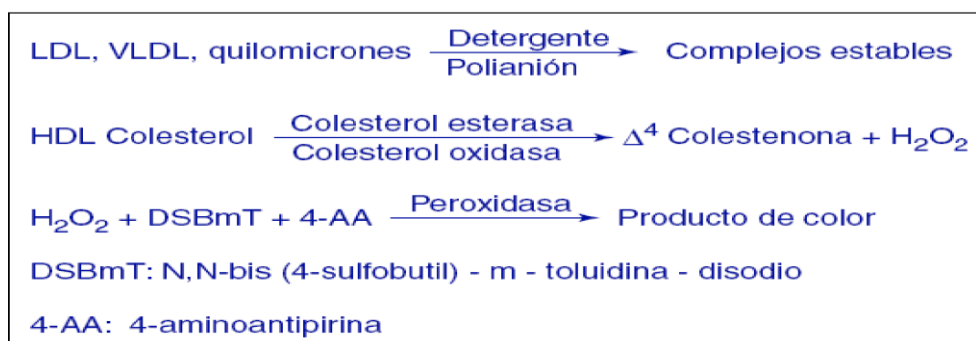 LDL, VLDL, quilomicrones Detergente Polianión Complejos estables
HDL Colesterol Colesterol esterasa Colesterol oxidasa Δ⁴ Colestenona + H₂O₂
H₂O₂ + DSBmT + 4-AA Peroxidasa Producto de color
DSBmT: N,N-bis (4-sulfobutil) - m - toluidina - disodio
4-AA: 4-aminoantipirina